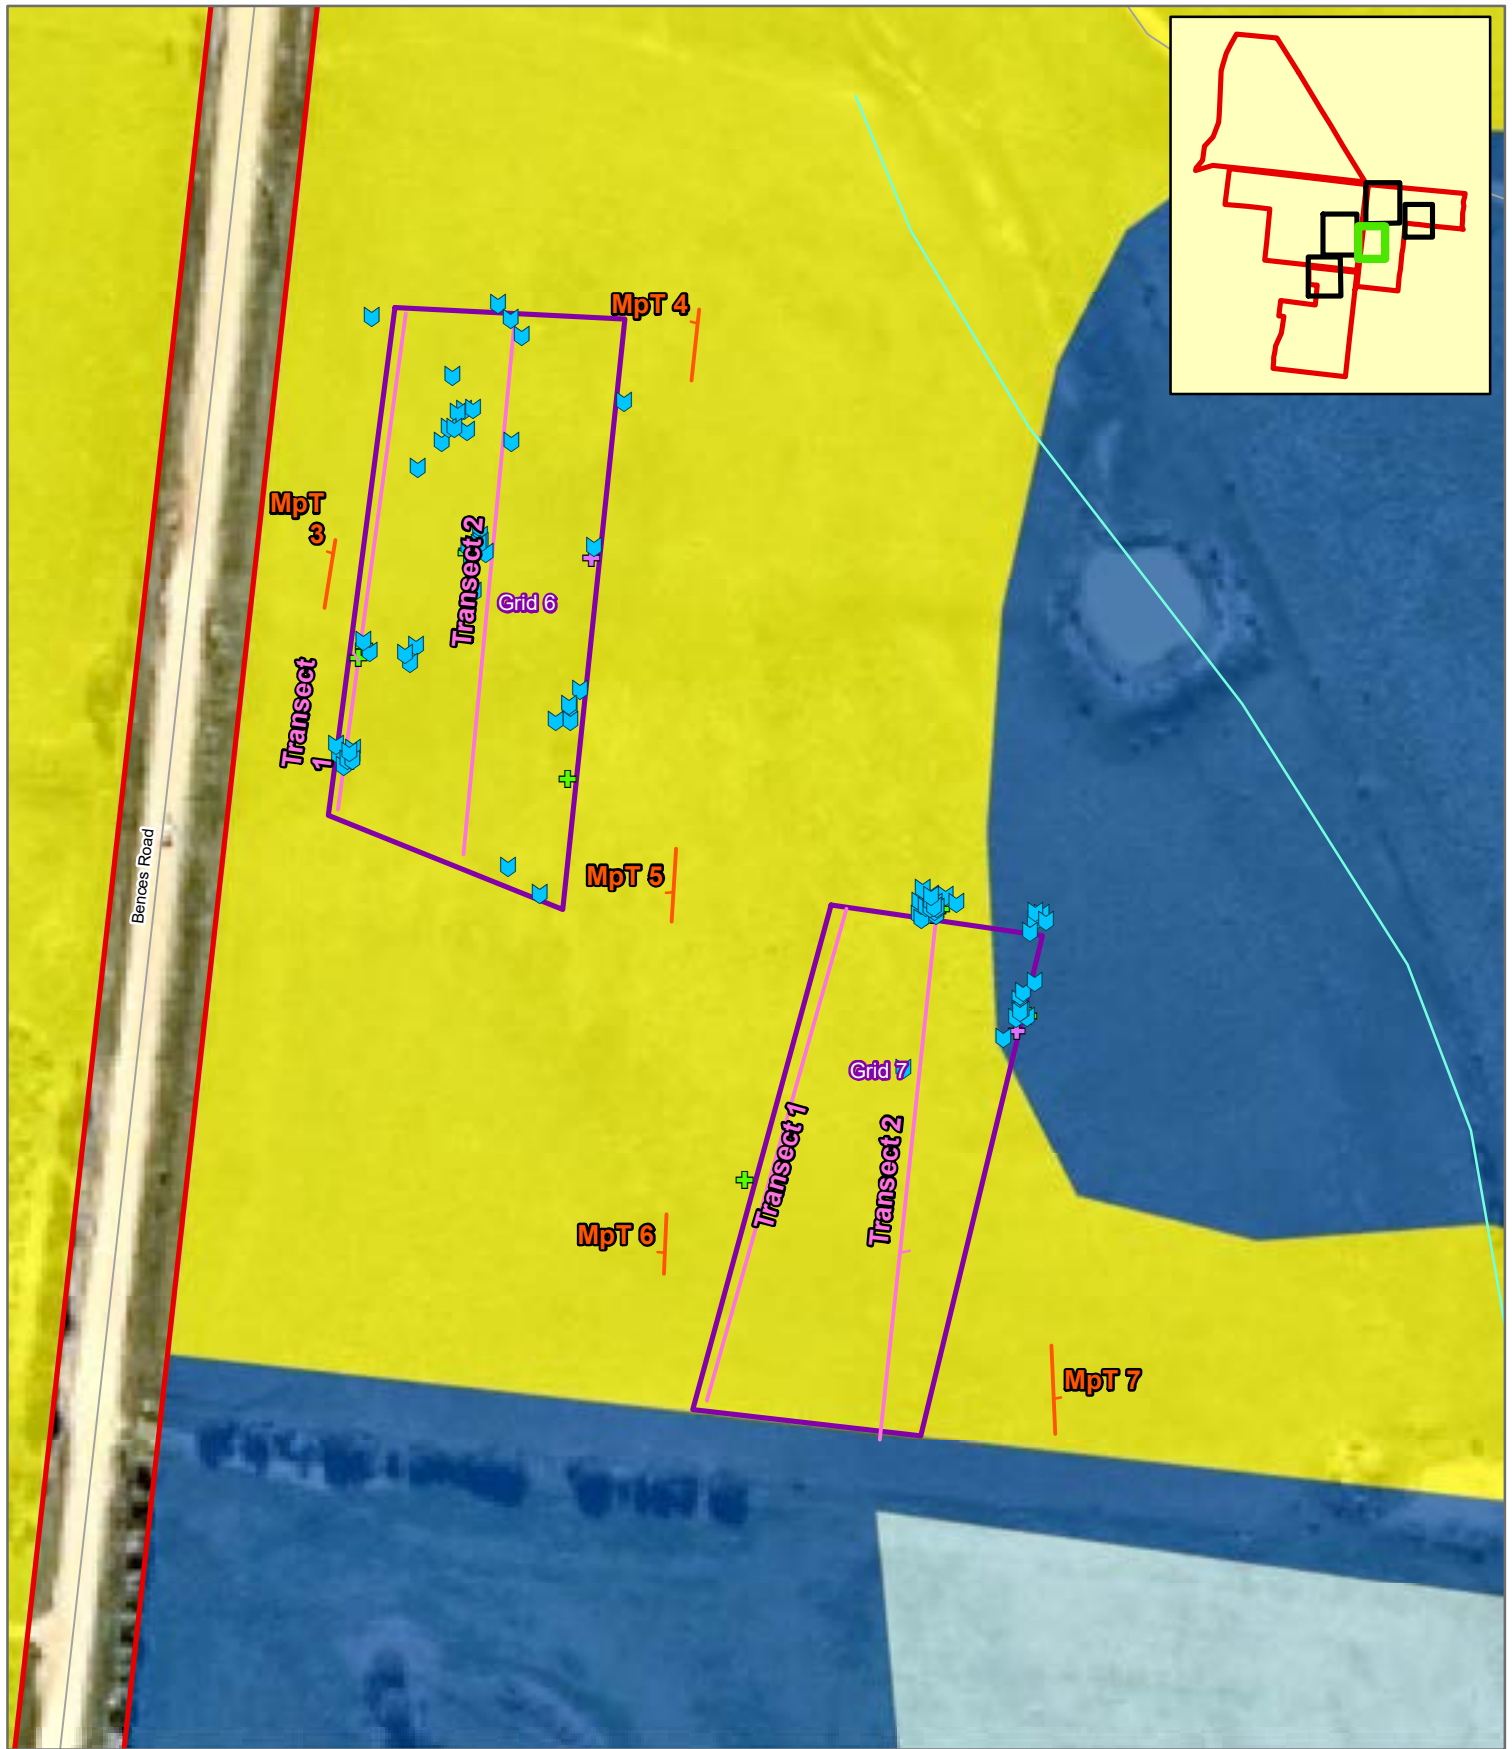 MpT 4
MpT
3
Transect 2
Grid 6
Transect
1
Bences Road
MpT 5
Grid 7
Transect 1
Transect 2
MpT 6
MpT 7